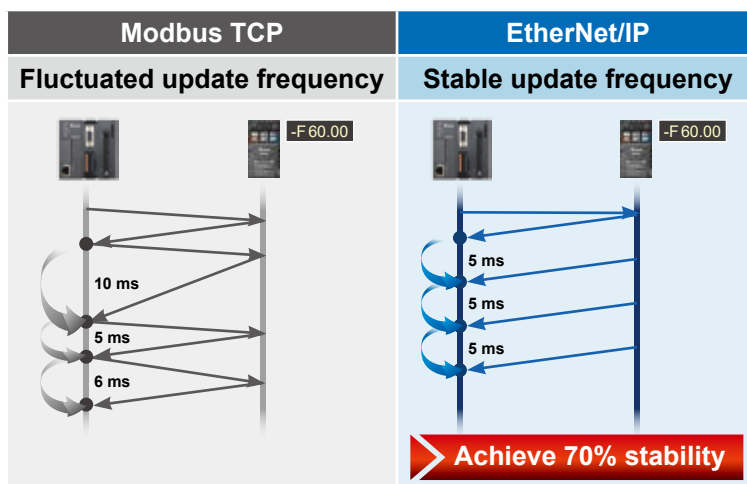 Modbus TCP
EtherNet/IP
Fluctuated update frequency
Stable update frequency
-F 60.00
-F 60.00
10 ms
5 ms
6 ms
5 ms
5 ms
5 ms
Achieve 70% stability